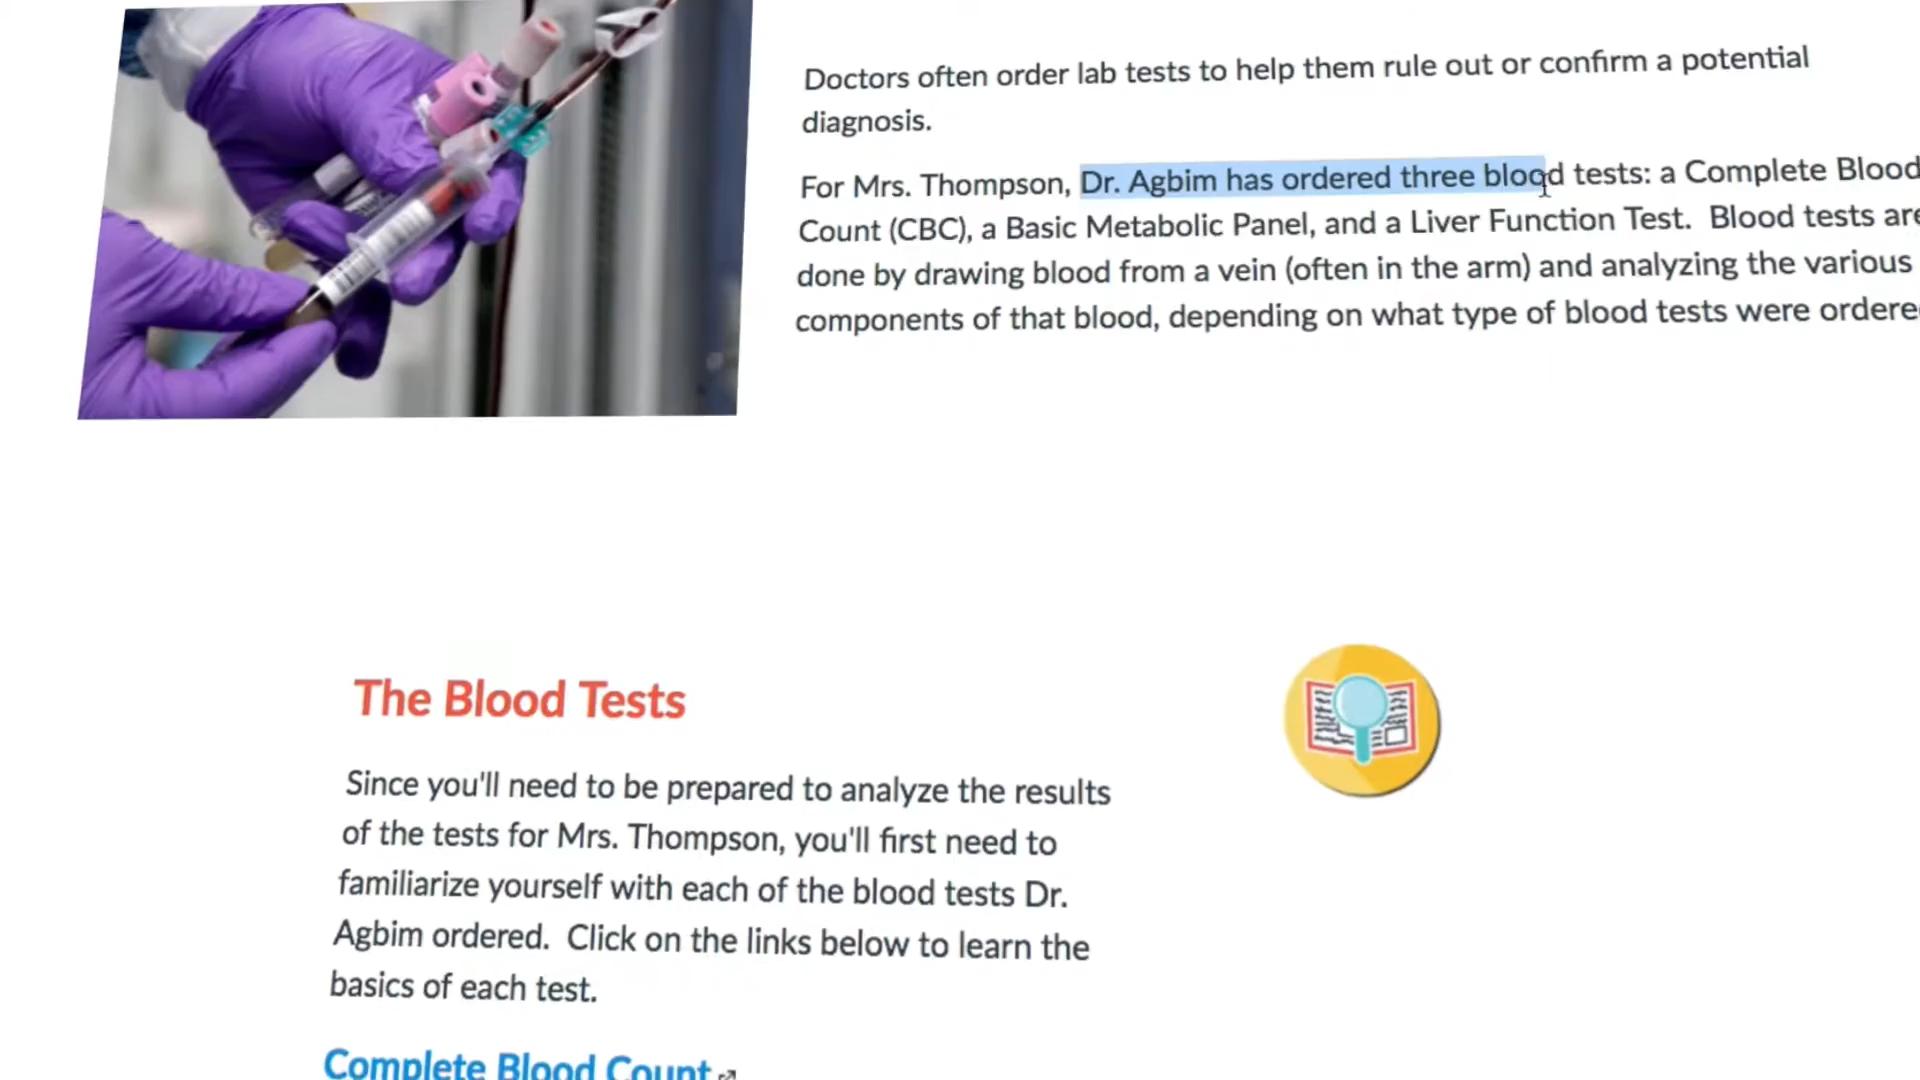 Doctors often order lab tests to help them rule out or confirm a potential
diagnosis.
For Mrs. Thompson, Dr. Agbim has ordered three blood tests: a Complete Blood
Count (CBC), a Basic Metabolic Panel, and a Liver Function Test. Blood tests are
done by drawing blood from a vein (often in the arm) and analyzing the various
components of that blood, depending on what type of blood tests were ordere
The Blood Tests
Since you'll need to be prepared to analyze the results
of the tests for Mrs. Thompson, you'll first need to
familiarize yourself with each of the blood tests Dr.
Agbim ordered. Click on the links below to learn the
basics of each test.
Complete Blood Count